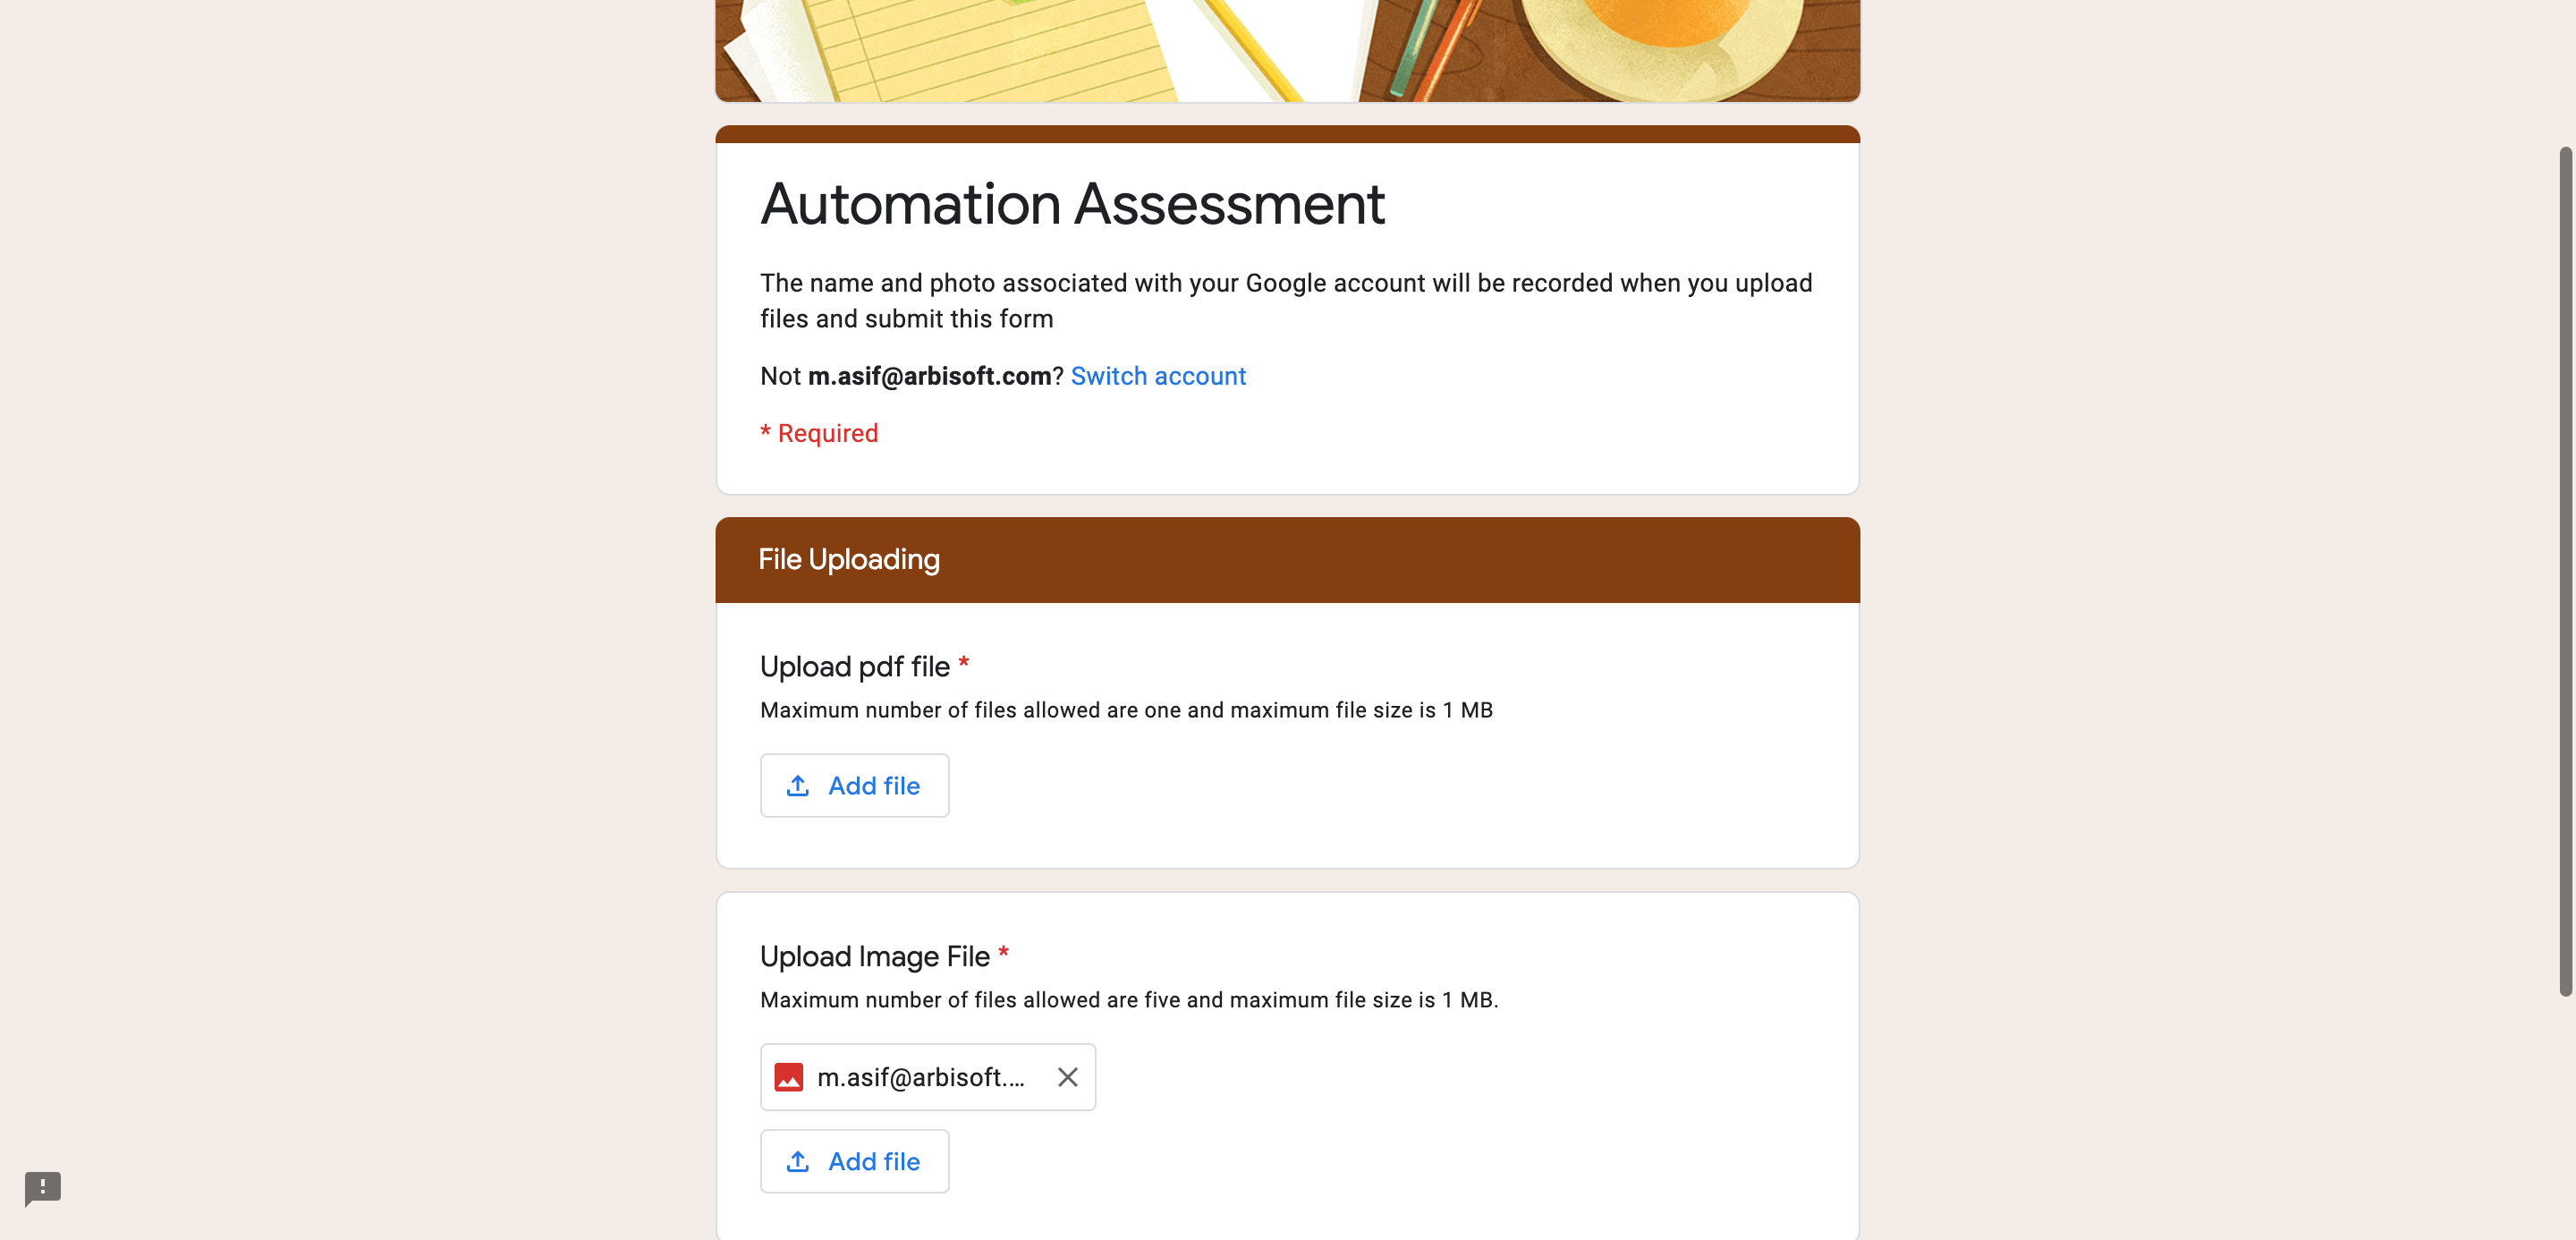 Automation Assessment
The name and photo associated with your Google account will be recorded when you upload
files and submit this form
Not m.asif@arbisoft.com? Switch account
* Required
File Uploading
Upload pdf file *
Maximum number of files allowed are one and maximum file size is 1 MB
Add file
Upload Image File *
Maximum number of files allowed are five and maximum file size is 1 MB.
m.asif@arbisoft....
Add file